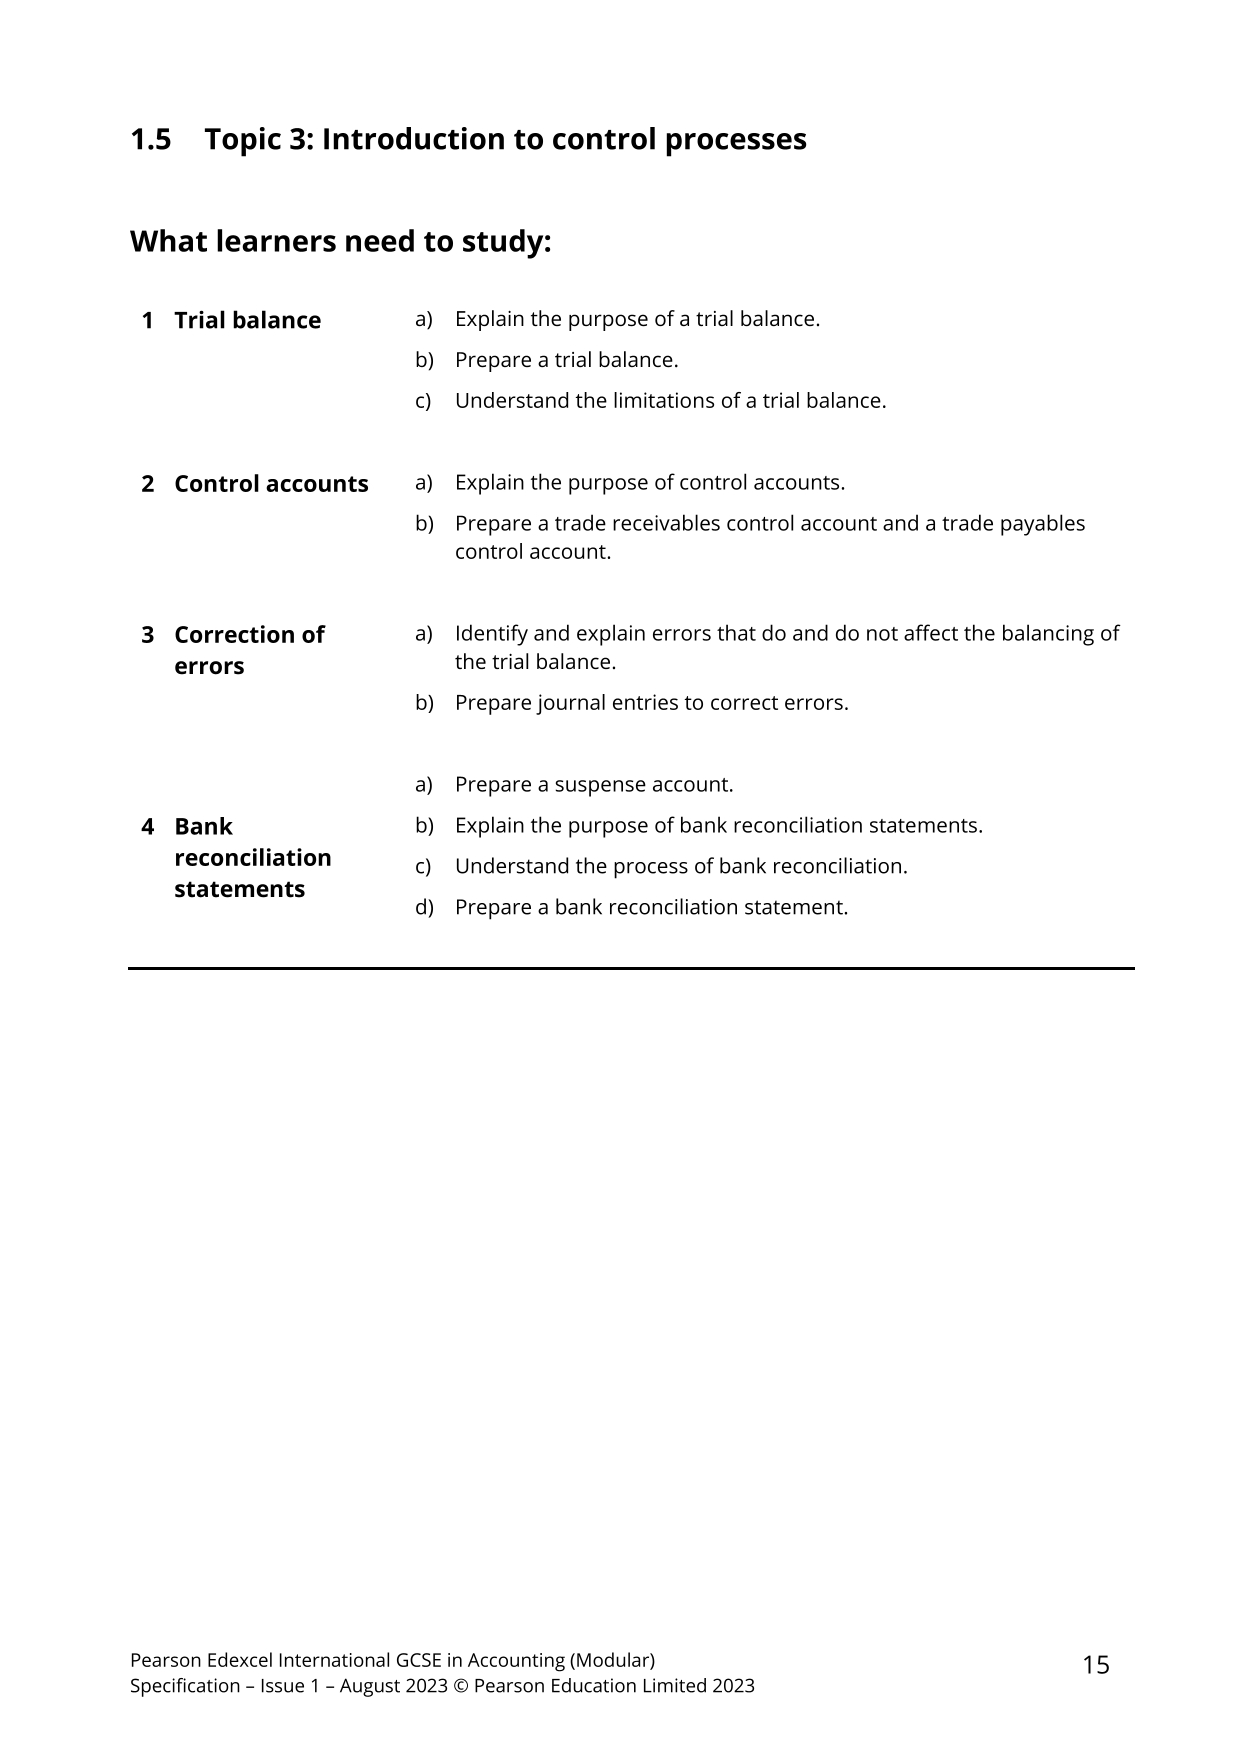 1.5 Topic 3: Introduction to control processes
What learners need to study:
1 Trial balance
a) Explain the purpose of a trial balance.
b) Prepare a trial balance.
c) Understand the limitations of a trial balance.
2 Control accounts
a) Explain the purpose of control accounts.
b) Prepare a trade receivables control account and a trade payables
control account.
3 Correction of
errors
a) Identify and explain errors that do and do not affect the balancing of
the trial balance.
b) Prepare journal entries to correct errors.
a) Prepare a suspense account.
4 Bank
reconciliation
statements
b) Explain the purpose of bank reconciliation statements.
c) Understand the process of bank reconciliation.
d) Prepare a bank reconciliation statement.
Pearson Edexcel International GCSE in Accounting (Modular)
Specification – Issue 1 – August 2023 © Pearson Education Limited 2023
15